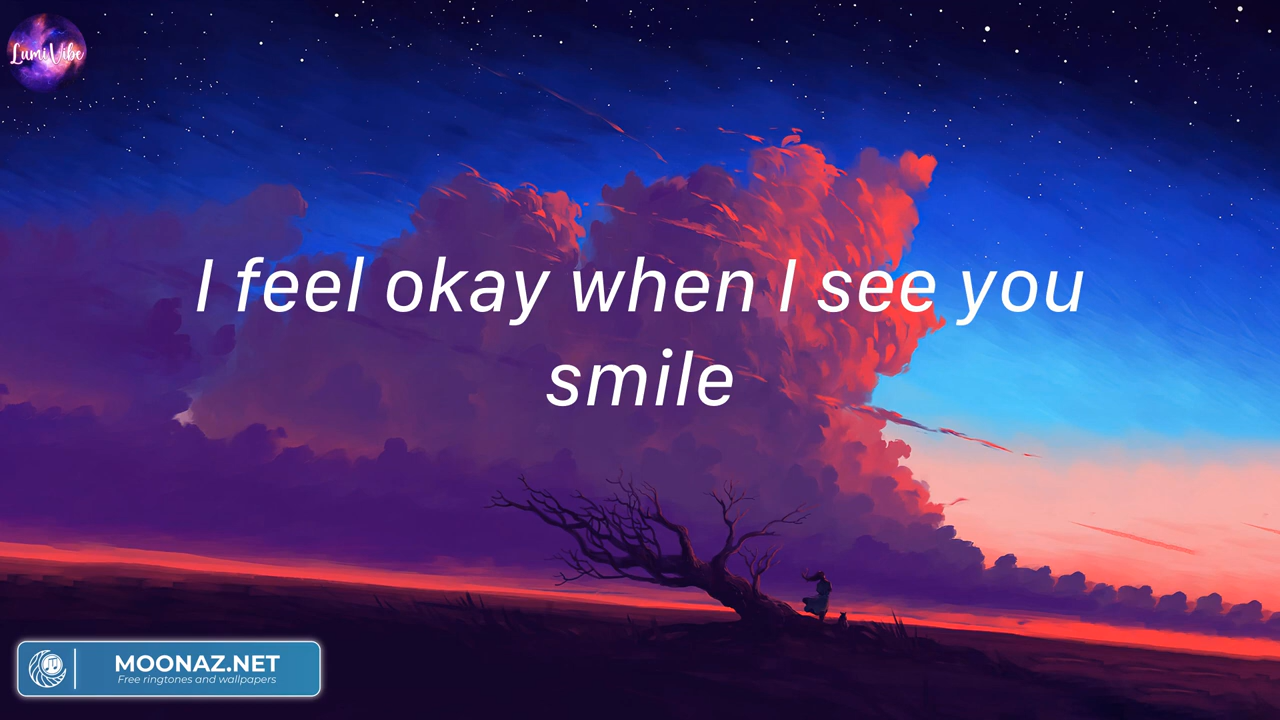 LumiVibe
I feel okay when I see you
smile
MOONAZ.NET
Free ringtones and wallpapers